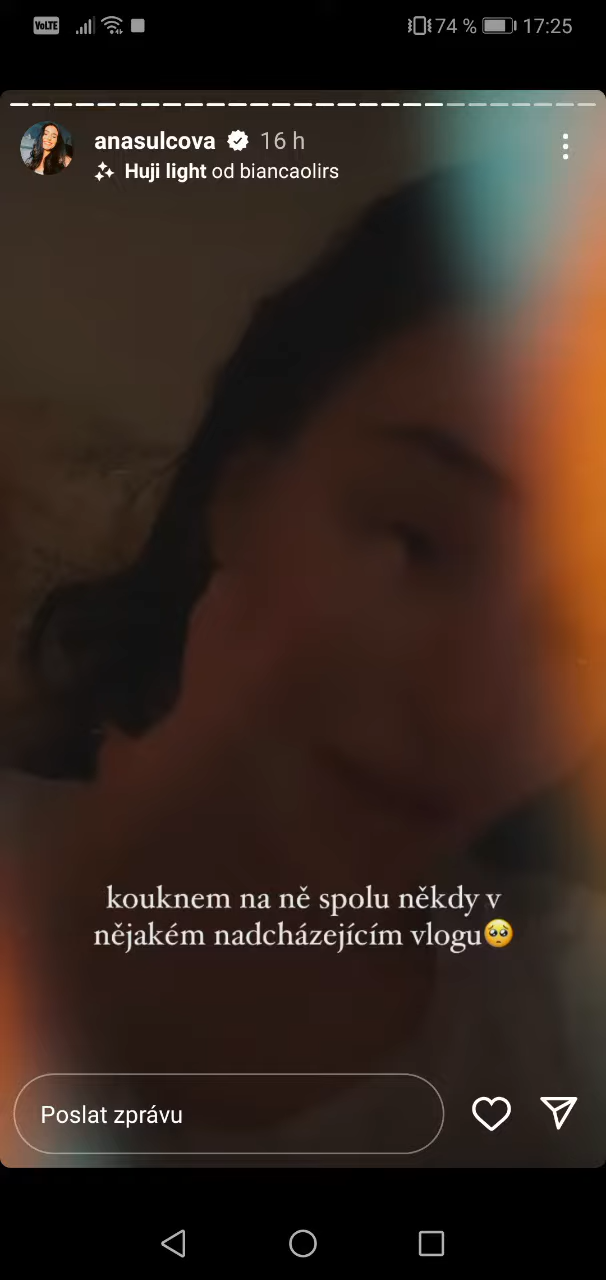 VoLTE 74 % 17:25
anasulcova 16 h
Huji light od biancaolirs
kouknem na ně spolu někdy v
nějakém nadcházejícím vlogu🥺
Poslat zprávu